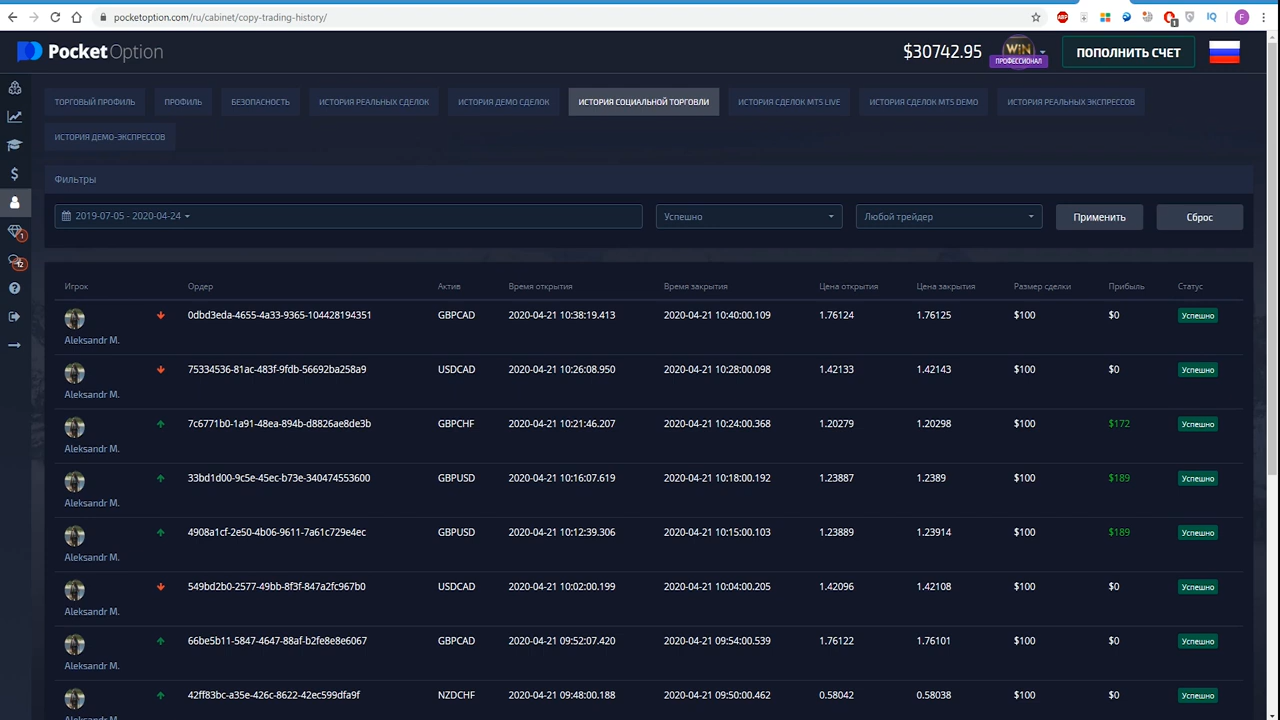 pocketoption.com/ru/cabinet/copy-trading-history/
ABP 1 IQ F
PocketOption $30742.95 WIN ПРОФЕССИОНАЛ ПОПОЛНИТЬ СЧЕТ
ТОРГОВЫЙ ПРОФИЛЬ ПРОФИЛЬ БЕЗОПАСНОСТЬ ИСТОРИЯ РЕАЛЬНЫХ СДЕЛОК ИСТОРИЯ ДЕМО СДЕЛОК ИСТОРИЯ СОЦИАЛЬНОЙ ТОРГОВЛИ ИСТОРИЯ СДЕЛОК MT5 LIVE ИСТОРИЯ СДЕЛОК MT5 DEMO ИСТОРИЯ РЕАЛЬНЫХ ЭКСПРЕССОВ
ИСТОРИЯ ДЕМО-ЭКСПРЕССОВ
Фильтры
2019-07-05 - 2020-04-24 Успешно Любой трейдер Применить Сброс
1
Игрок Ордер Актив Время открытия Время закрытия Цена открытия Цена закрытия Размер сделки Прибыль Статус
0dbd3eda-4655-4a33-9365-104428194351 GBPCAD 2020-04-21 10:38:19.413 2020-04-21 10:40:00.109 1.76124 1.76125 $100 $0 Успешно
Aleksandr M.
75334536-81ac-483f-9fdb-56692ba258a9 USDCAD 2020-04-21 10:26:08.950 2020-04-21 10:28:00.098 1.42133 1.42143 $100 $0 Успешно
Aleksandr M.
7c6771b0-1a91-48ea-894b-d8826ae8de3b GBPCHF 2020-04-21 10:21:46.207 2020-04-21 10:24:00.368 1.20279 1.20298 $100 $172 Успешно
Aleksandr M.
33bd1d00-9c5e-45ec-b73e-340474553600 GBPUSD 2020-04-21 10:16:07.619 2020-04-21 10:18:00.192 1.23887 1.2389 $100 $189 Успешно
Aleksandr M.
4908a1cf-2e50-4b06-9611-7a61c729e4ec GBPUSD 2020-04-21 10:12:39.306 2020-04-21 10:15:00.103 1.23889 1.23914 $100 $189 Успешно
Aleksandr M.
549bd2b0-2577-49bb-8f3f-847a2fc967b0 USDCAD 2020-04-21 10:02:00.199 2020-04-21 10:04:00.205 1.42096 1.42108 $100 $0 Успешно
Aleksandr M.
66be5b11-5847-4647-88af-b2fe8e8e6067 GBPCAD 2020-04-21 09:52:07.420 2020-04-21 09:54:00.539 1.76122 1.76101 $100 $0 Успешно
Aleksandr M.
42ff83bc-a35e-426c-8622-42ec599dfa9f NZDCHF 2020-04-21 09:48:00.188 2020-04-21 09:50:00.462 0.58042 0.58038 $100 $0 Успешно
Aleksandr M.